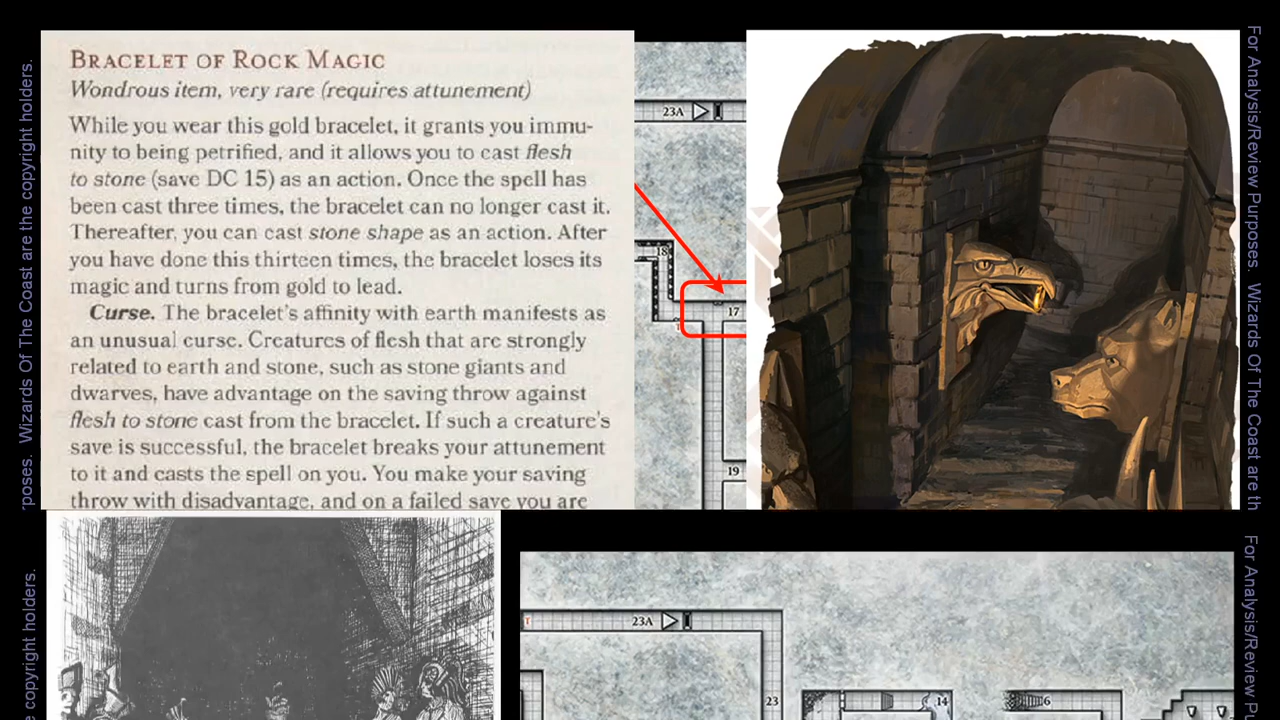 BRACELET OF ROCK MAGIC
Wondrous item, very rare (requires attunement)
While you wear this gold bracelet, it grants you immu-
nity to being petrified, and it allows you to cast flesh
to stone (save DC 15) as an action. Once the spell has
been cast three times, the bracelet can no longer cast it.
Thereafter, you can cast stone shape as an action. After
you have done this thirteen times, the bracelet loses its
magic and turns from gold to lead.
Curse. The bracelet's affinity with earth manifests as
an unusual curse. Creatures of flesh that are strongly
related to earth and stone, such as stone giants and
dwarves, have advantage on the saving throw against
flesh to stone cast from the bracelet. If such a creature's
save is successful, the bracelet breaks your attunement
to it and casts the spell on you. You make your saving
throw with disadvantage, and on a failed save you are
23A
18
17
19
T
23A
23
14
6
poses. Wizards Of The Coast are the copyright holders.
e copyright holders.
For Analysis/Review Purposes. Wizards Of The Coast are th
For Analysis/Review Pu